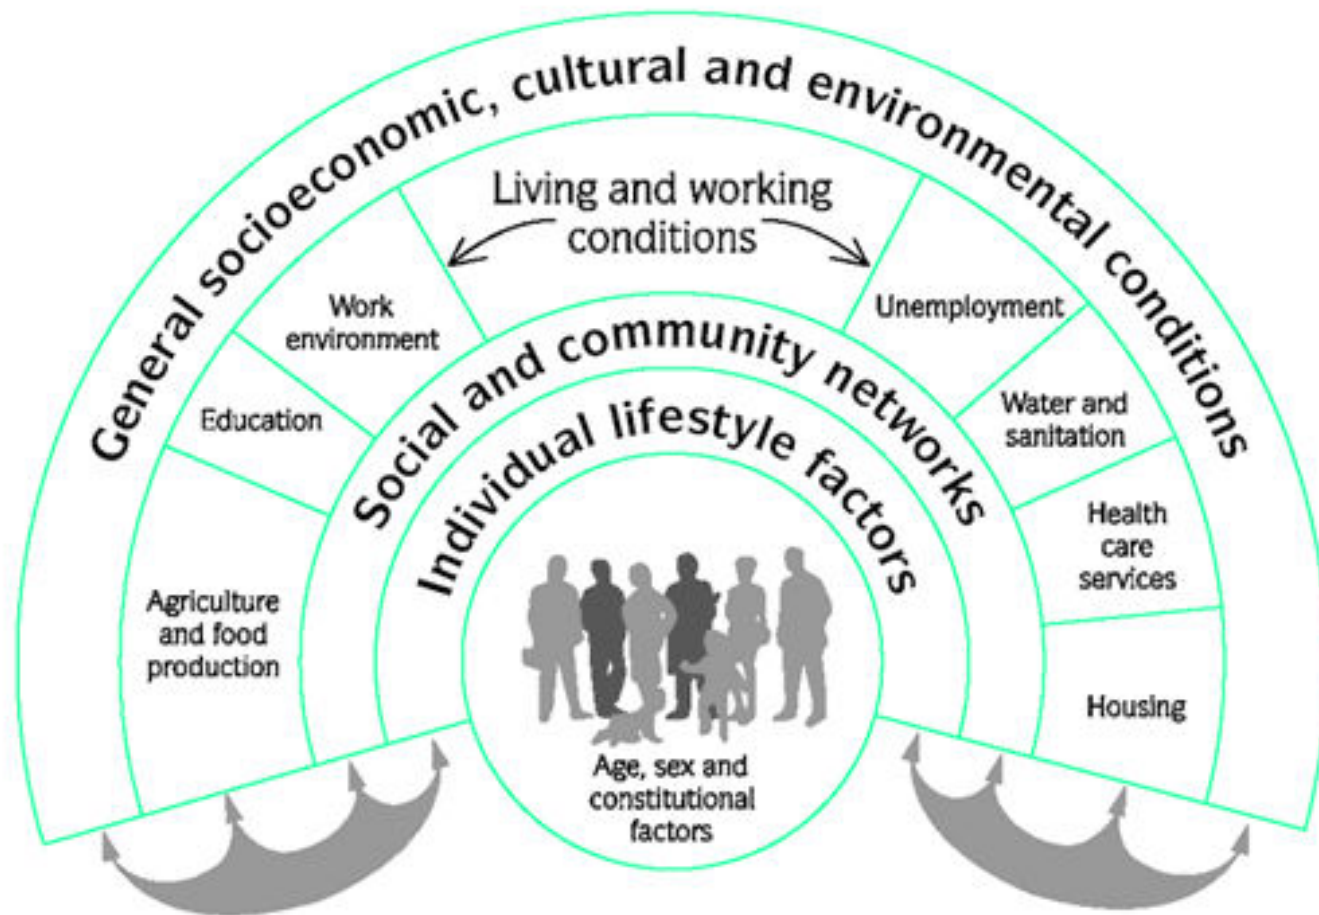 General socioeconomic, cultural and environmental conditions
Living and working
conditions
Work
environment
Unemployment
Education
Water and
sanitation
Agriculture
and food
production
Health
care
services
Housing
Social and community networks
Individual lifestyle factors
Age, sex and
constitutional
factors